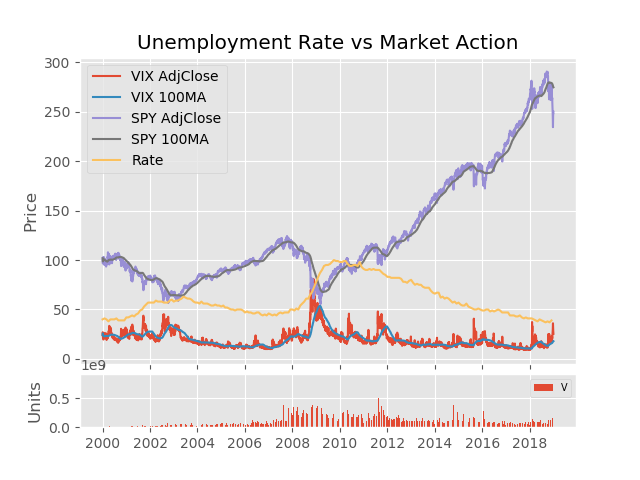 Unemployment Rate vs Market Action
300
250
200
150
100
50
0
Price
VIX AdjClose
VIX 100MA
SPY AdjClose
SPY 100MA
Rate
1e9
0.5
0.0
Units
V
2000 2002 2004 2006 2008 2010 2012 2014 2016 2018